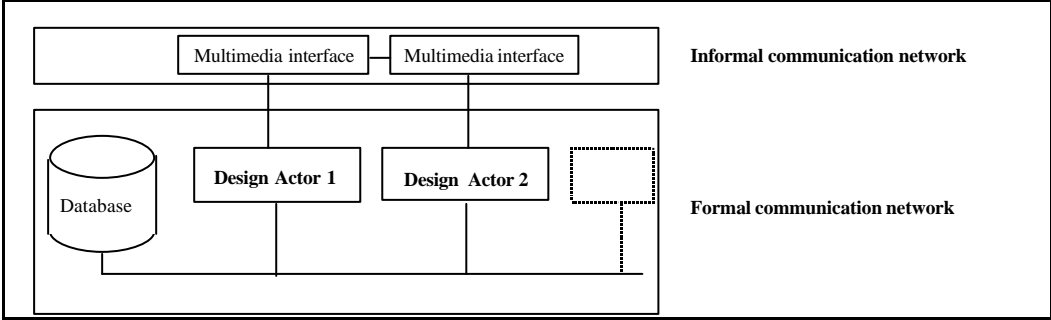 Multimedia interface
Multimedia interface
Informal communication network
Design Actor 1
Design Actor 2
Database
Formal communication network